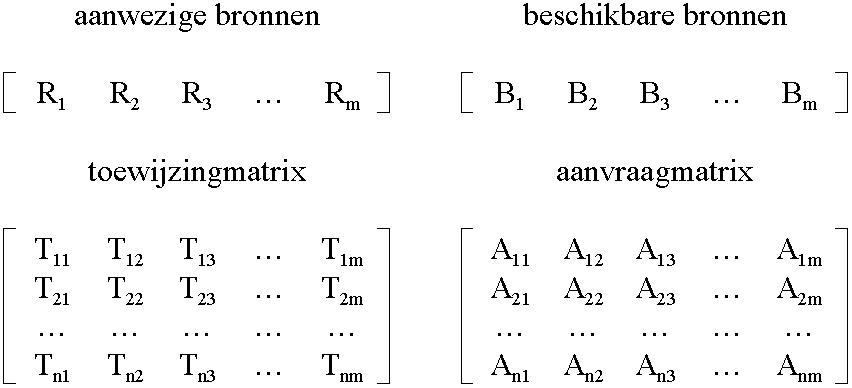 aanwezige bronnen
[ R₁ R₂ R₃ … Rₘ ]
beschikbare bronnen
[ B₁ B₂ B₃ … Bₘ ]
toewijzingmatrix
T₁₁ T₁₂ T₁₃ … T₁ₘ
T₂₁ T₂₂ T₂₃ … T₂ₘ
… … … … …
Tₙ₁ Tₙ₂ Tₙ₃ … Tₙₘ
aanvraagmatrix
A₁₁ A₁₂ A₁₃ … A₁ₘ
A₂₁ A₂₂ A₂₃ … A₂ₘ
… … … … …
Aₙ₁ Aₙ₂ Aₙ₃ … Aₙₘ